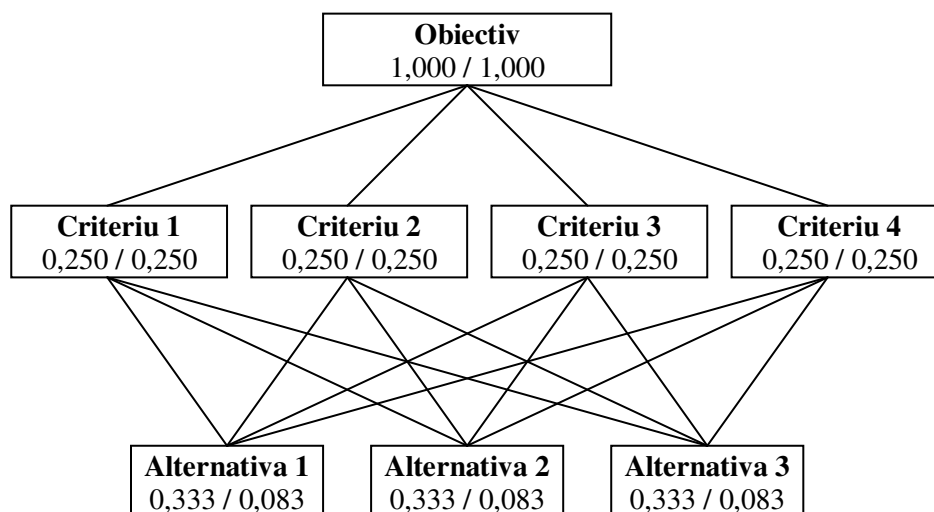 Obiectiv
1,000 / 1,000
Criteriu 1
0,250 / 0,250
Criteriu 2
0,250 / 0,250
Criteriu 3
0,250 / 0,250
Criteriu 4
0,250 / 0,250
Alternativa 1
0,333 / 0,083
Alternativa 2
0,333 / 0,083
Alternativa 3
0,333 / 0,083